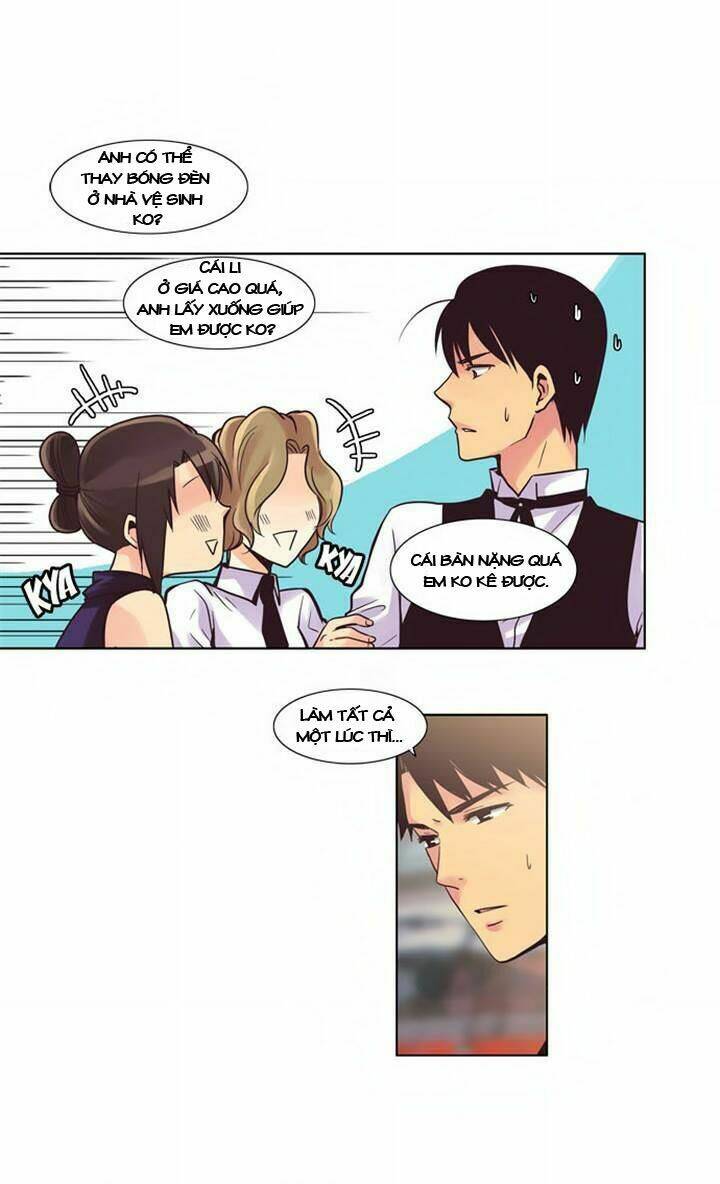 ANH CÓ THỂ
THAY BÓNG ĐÈN
Ở NHÀ VỆ SINH
KO?
CÁI LI
Ở GIÁ CAO QUÁ,
ANH LẤY XUỐNG GIÚP
EM ĐƯỢC KO?
KYA
KYA
CÁI BÀN NẶNG QUÁ
EM KO KÊ ĐƯỢC.
LÀM TẤT CẢ
MỘT LÚC THÌ...